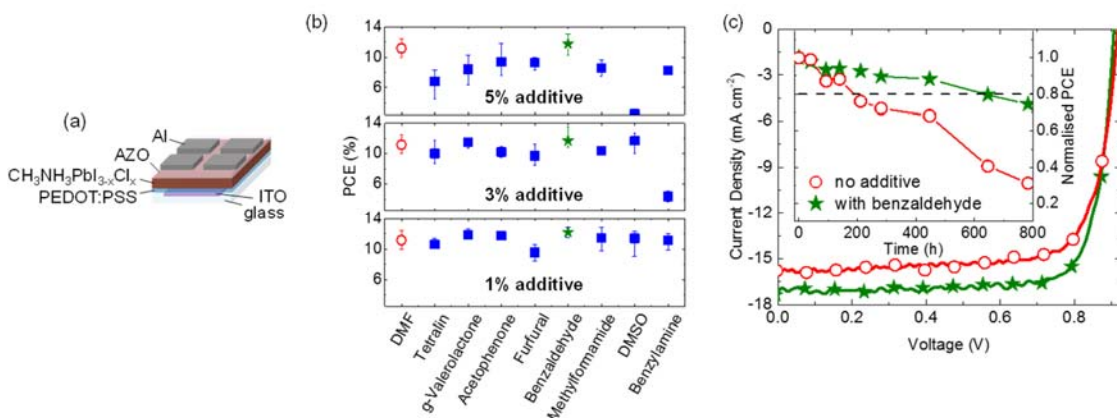 (a)
Al
AZO
CH₃NH₃PbI₃₋ₓClₓ
PEDOT:PSS
ITO
glass
(b)
PCE (%)
14
10
6
5% additive
14
10
6
3% additive
14
10
6
1% additive
DMF
Tetralin
g-Valerolactone
Acetophenone
Furfural
Benzaldehyde
Methylformamide
DMSO
Benzylamine
(c)
Current Density (mA cm⁻²)
0
-3
-6
-9
-12
-15
-18
0.0 0.2 0.4 0.6 0.8
Voltage (V)
1.0
0.8
0.6
0.4
0.2
Normalised PCE
no additive
with benzaldehyde
0 200 400 600 800
Time (h)